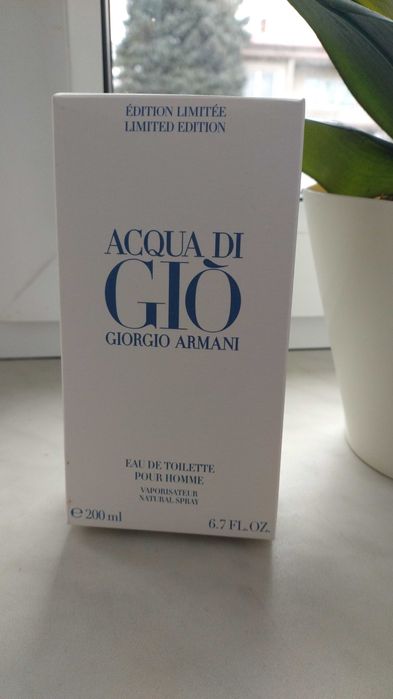 ÉDITION LIMITÉE
LIMITED EDITION
ACQUA DI
GIÒ
GIORGIO ARMANI
EAU DE TOILETTE
POUR HOMME
VAPORISATEUR
NATURAL SPRAY
℮ 200 ml 6.7 FL. OZ.